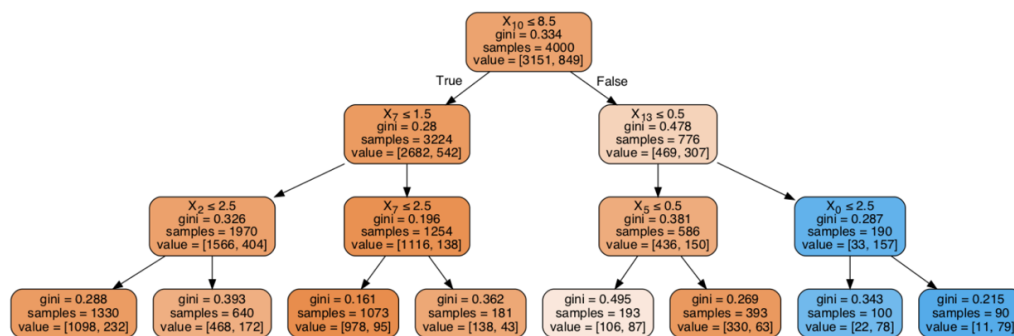 X10 ≤ 8.5
gini = 0.334
samples = 4000
value = [3151, 849]
True
False
X7 ≤ 1.5
gini = 0.28
samples = 3224
value = [2682, 542]
X13 ≤ 0.5
gini = 0.478
samples = 776
value = [469, 307]
X2 ≤ 2.5
gini = 0.326
samples = 1970
value = [1566, 404]
X7 ≤ 2.5
gini = 0.196
samples = 1254
value = [1116, 138]
X5 ≤ 0.5
gini = 0.381
samples = 586
value = [436, 150]
X0 ≤ 2.5
gini = 0.287
samples = 190
value = [33, 157]
gini = 0.288
samples = 1330
value = [1098, 232]
gini = 0.393
samples = 640
value = [468, 172]
gini = 0.161
samples = 1073
value = [978, 95]
gini = 0.362
samples = 181
value = [138, 43]
gini = 0.495
samples = 193
value = [106, 87]
gini = 0.269
samples = 393
value = [330, 63]
gini = 0.343
samples = 100
value = [22, 78]
gini = 0.215
samples = 90
value = [11, 79]